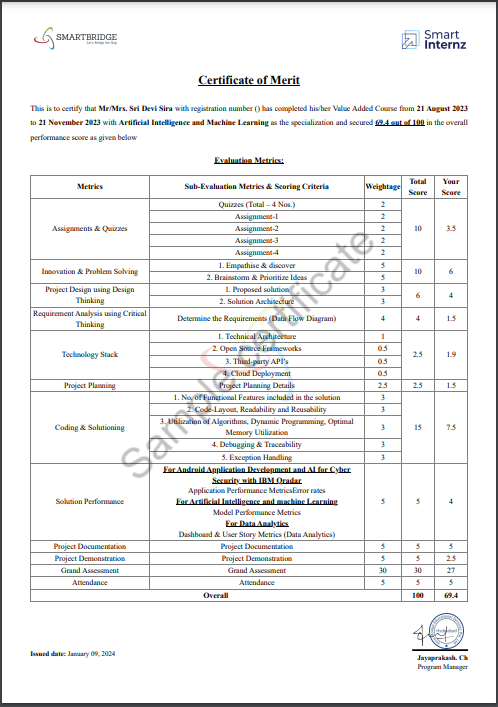 SMARTBRIDGE
Let's Bridge the Gap
Smart
Internz
Certificate of Merit
This is to certify that Mr/Mrs. Sri Devi Sira with registration number () has completed his/her Value Added Course from 21 August 2023
to 21 November 2023 with Artificial Intelligence and Machine Learning as the specialization and secured 69.4 out of 100 in the overall
performance score as given below
Evaluation Metrics:
Metrics Sub-Evaluation Metrics & Scoring Criteria Weightage Total Score Your Score
Assignments & Quizzes Quizzes (Total – 4 Nos.) 2 10 3.5
Assignment-1 2
Assignment-2 2
Assignment-3 2
Assignment-4 2
Innovation & Problem Solving 1. Empathise & discover 5 10 6
2. Brainstorm & Prioritize Ideas 5
Project Design using Design Thinking 1. Proposed solution 3 6 4
2. Solution Architecture 3
Requirement Analysis using Critical Thinking Determine the Requirements (Data Flow Diagram) 4 4 1.5
Technology Stack 1. Technical Architecture 1 2.5 1.9
2. Open Source Frameworks 0.5
3. Third-party API's 0.5
4. Cloud Deployment 0.5
Project Planning Project Planning Details 2.5 2.5 1.5
Coding & Solutioning 1. No. of Functional Features included in the solution 3 15 7.5
2. Code-Layout, Readability and Reusability 3
3. Utilization of Algorithms, Dynamic Programming, Optimal Memory Utilization 3
4. Debugging & Traceability 3
5. Exception Handling 3
Solution Performance For Android Application Development and AI for Cyber 5 5 4
Security with IBM Qradar
Application Performance MetricsError rates
For Artificial Intelligence and machine Learning
Model Performance Metrics
For Data Analytics
Dashboard & User Story Metrics (Data Analytics)
Project Documentation Project Documentation 5 5 5
Project Demonstration Project Demonstration 5 5 2.5
Grand Assessment Grand Assessment 30 30 27
Attendance Attendance 5 5 5
Overall 100 69.4
Sample certificate
Issued date: January 09, 2024
Jayaprakash. Ch
Program Manager